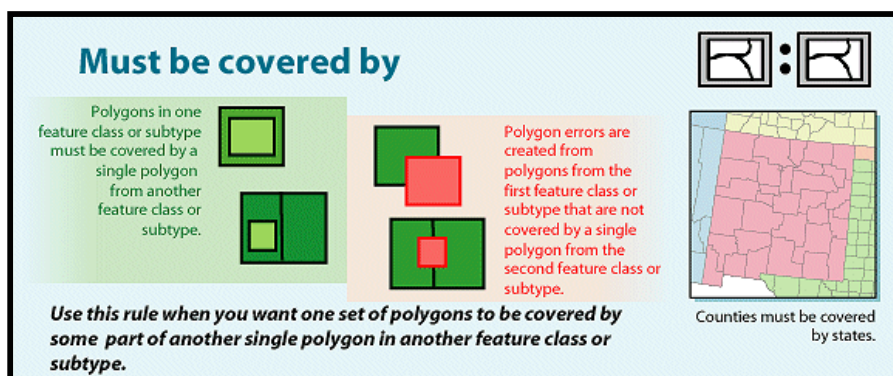 Must be covered by
Polygons in one
feature class or subtype
must be covered by a
single polygon
from another
feature class or
subtype.
Polygon errors are
created from
polygons from the
first feature class or
subtype that are not
covered by a single
polygon from the
second feature class or
subtype.
Counties must be covered
by states.
Use this rule when you want one set of polygons to be covered by
some part of another single polygon in another feature class or
subtype.